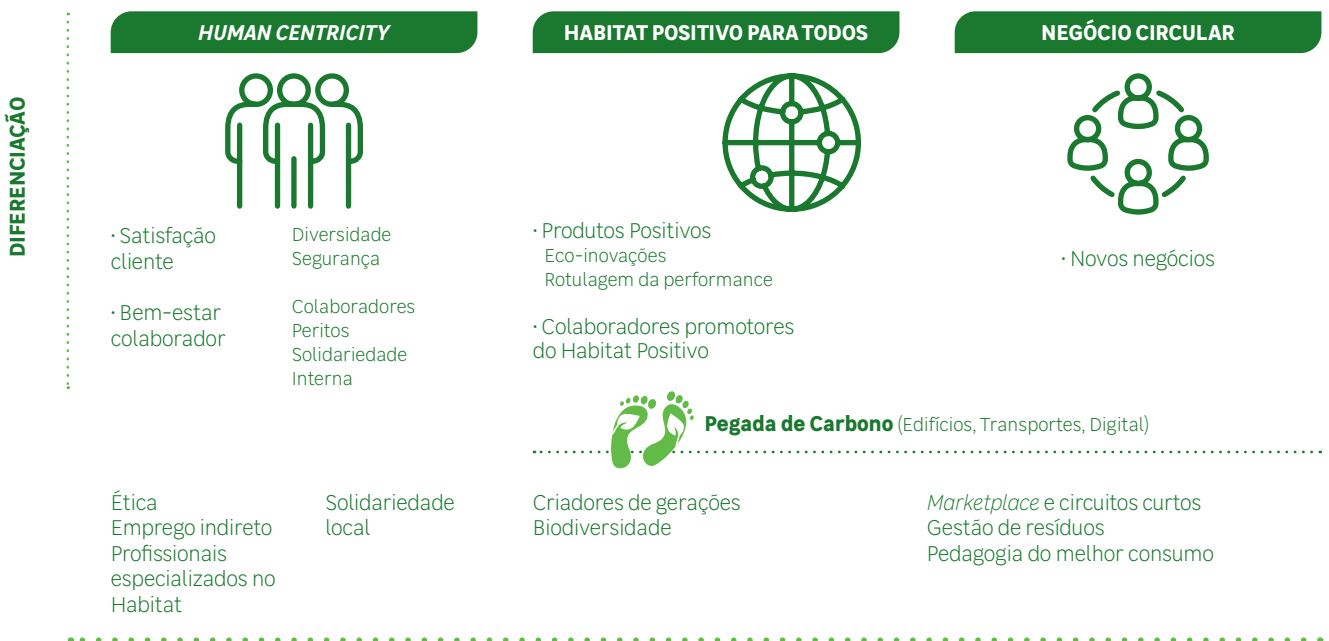 DIFERENCIAÇÃO
HUMAN CENTRICITY
· Satisfação
cliente
· Bem-estar
colaborador
Diversidade
Segurança
Colaboradores
Peritos
Solidariedade
Interna
HABITAT POSITIVO PARA TODOS
· Produtos Positivos
Eco-inovações
Rotulagem da performance
· Colaboradores promotores
do Habitat Positivo
NEGÓCIO CIRCULAR
· Novos negócios
Pegada de Carbono (Edifícios, Transportes, Digital)
Ética
Emprego indireto
Profissionais
especializados no
Habitat
Solidariedade
local
Criadores de gerações
Biodiversidade
Marketplace e circuitos curtos
Gestão de resíduos
Pedagogia do melhor consumo